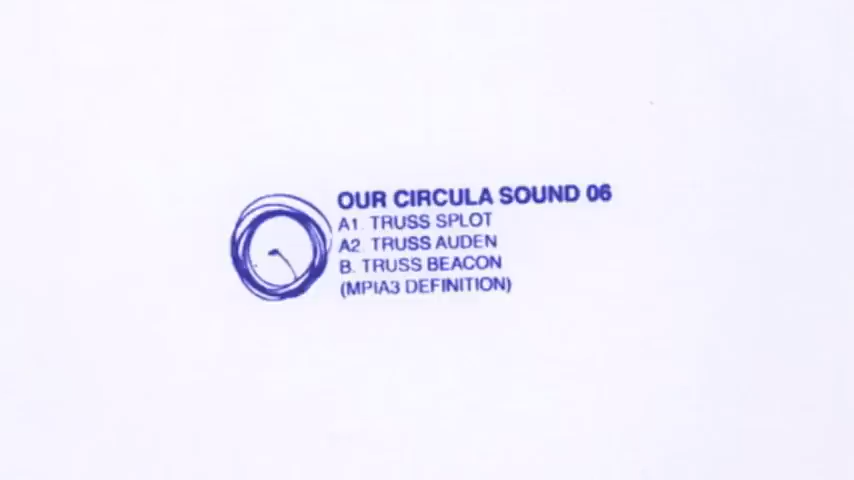 OUR CIRCULA SOUND 06
A1. TRUSS SPLOT
A2. TRUSS AUDEN
B. TRUSS BEACON
(MPIA3 DEFINITION)